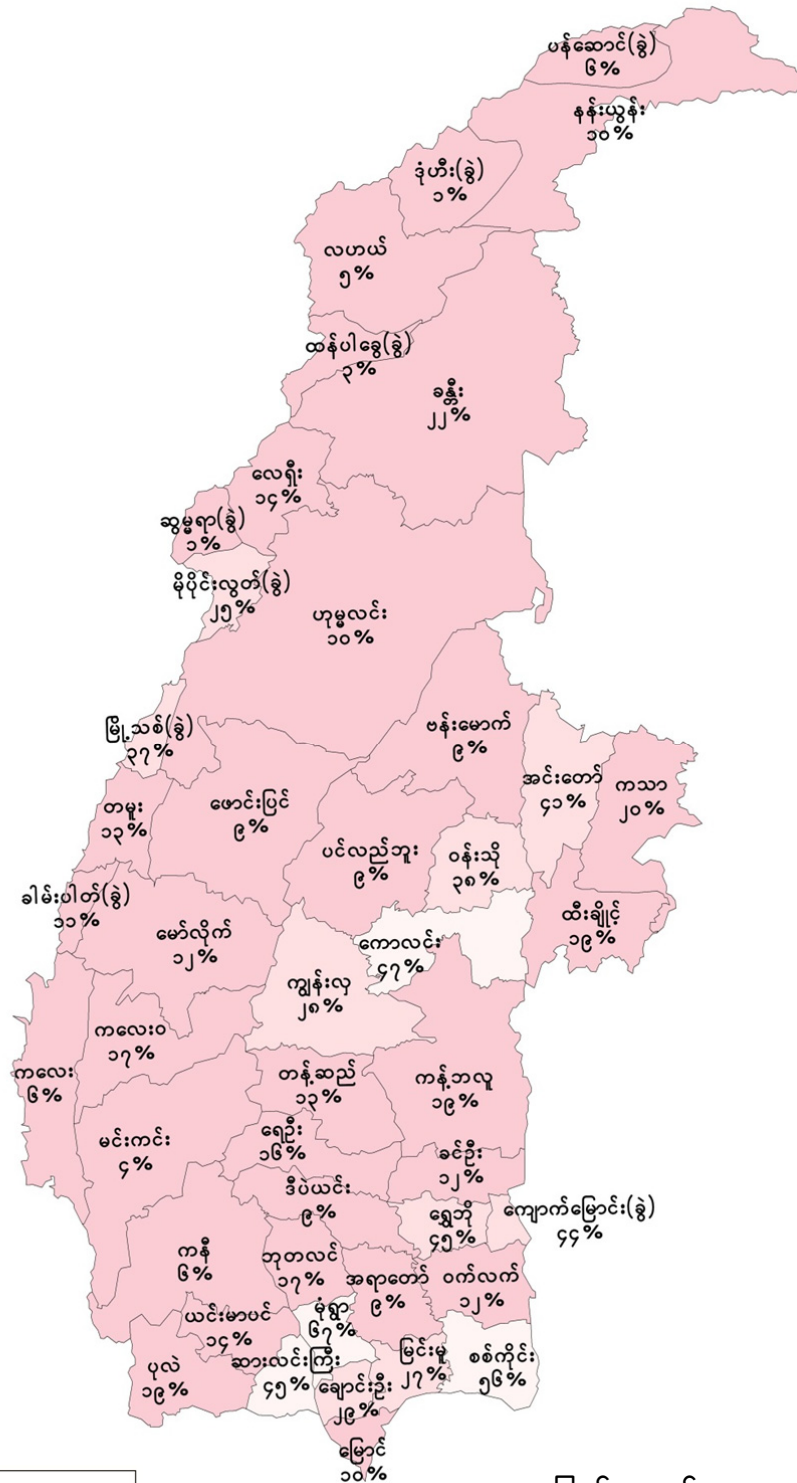 ပန်ဆောင်(ခွဲ)
၆%
နန်းယွန်း
၁၀%
ဒုံဟီး(ခွဲ)
၁%
လဟယ်
၅%
ထန်ပါခွေ(ခွဲ)
၃%
ခန္တီး
၂၂%
လေရှီး
၁၄%
ဆွမ္မရာ(ခွဲ)
၁%
မိုပိုင်းလွတ်(ခွဲ)
၂၅%
ဟုမ္မလင်း
၁၀%
မြို့သစ်(ခွဲ)
၃၇%
ဗန်းမောက်
၉%
အင်းတော်
၄၁%
ကသာ
၂၀%
တမူး
၁၃%
ဖောင်းပြင်
၉%
ပင်လည်ဘူး
၉%
ဝန်းသို
၃၈%
ခါမ်းပါတ်(ခွဲ)
၁၁%
မော်လိုက်
၁၂%
ကောလင်း
၄၇%
ထီးချိုင့်
၁၉%
ကျွန်းလှ
၂၈%
ကလေးဝ
၁၇%
ကလေး
၆%
တန့်ဆည်
၁၃%
ကန့်ဘလူ
၁၉%
မင်းကင်း
၄%
ရေဦး
၁၆%
ခင်ဦး
၁၂%
ဒီပဲယင်း
၉%
ရွှေဘို
၄၅%
ကျောက်မြောင်း(ခွဲ)
၄၄%
ကနီ
၆%
ဘုတလင်
၁၇%
အရာတော်
၉%
ဝက်လက်
၁၂%
ယင်းမာပင်
၁၄%
မုံရွာ
၆၇%
ပုလဲ
၁၉%
ဆားလင်းကြီး
၄၅%
မြင်းမူ
၂၇%
စစ်ကိုင်း
၅၆%
ချောင်းဦး
၂၉%
မြောင်
၁၀%